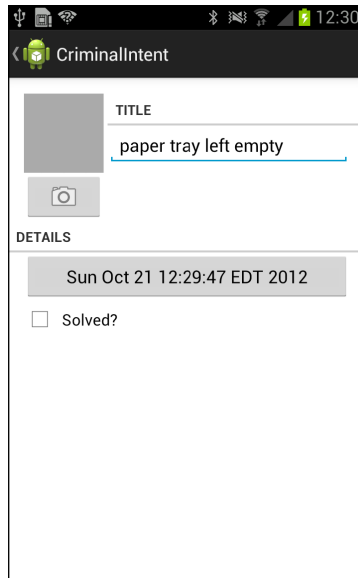 12:30
CriminalIntent
TITLE
paper tray left empty
DETAILS
Sun Oct 21 12:29:47 EDT 2012
Solved?